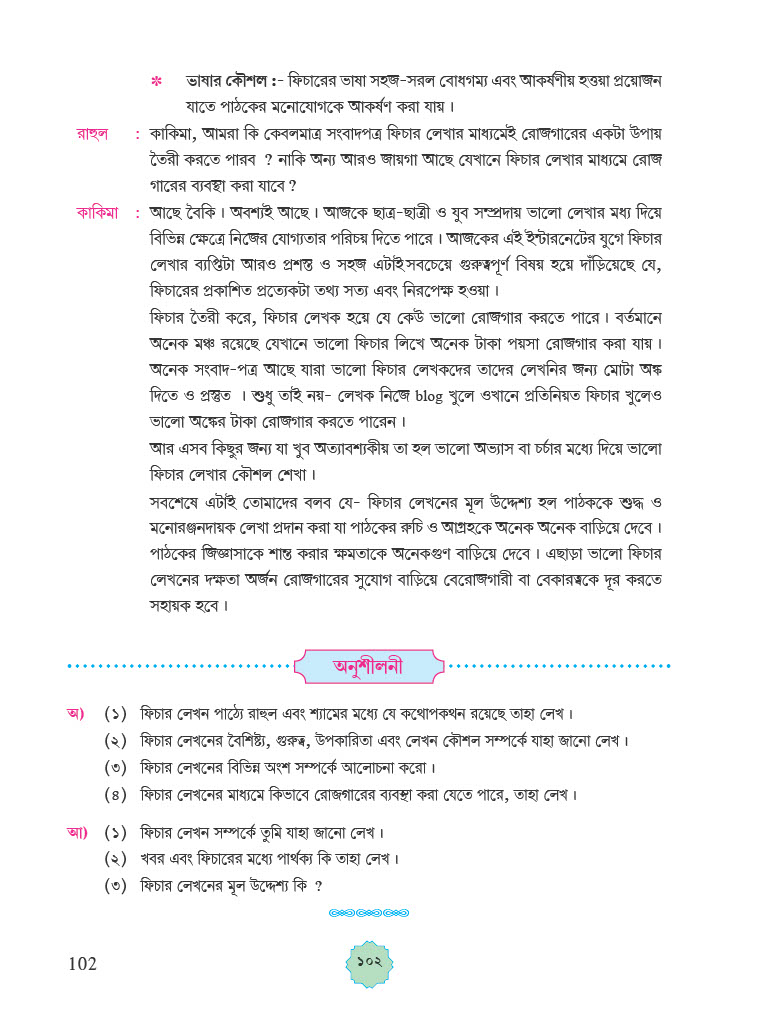 ✽ ভাষার কৌশল :- ফিচারের ভাষা সহজ-সরল বোধগম্য এবং আকর্ষণীয় হওয়া প্রয়োজন
যাতে পাঠকের মনোযোগকে আকর্ষণ করা যায় ।
রাহুল : কাকিমা, আমরা কি কেবলমাত্র সংবাদপত্র ফিচার লেখার মাধ্যমেই রোজগারের একটা উপায়
তৈরী করতে পারব ? নাকি অন্য আরও জায়গা আছে যেখানে ফিচার লেখার মাধ্যমে রোজ
গারের ব্যবস্থা করা যাবে ?
কাকিমা : আছে বৈকি । অবশ্যই আছে । আজকে ছাত্র-ছাত্রী ও যুব সম্প্রদায় ভালো লেখার মধ্য দিয়ে
বিভিন্ন ক্ষেত্রে নিজের যোগ্যতার পরিচয় দিতে পারে । আজকের এই ইন্টারনেটের যুগে ফিচার
লেখার ব্যপ্তিটা আরও প্রশস্ত ও সহজ এটাই সবচেয়ে গুরুত্বপূর্ণ বিষয় হয়ে দাঁড়িয়েছে যে,
ফিচারের প্রকাশিত প্রত্যেকটা তথ্য সত্য এবং নিরপেক্ষ হওয়া ।
ফিচার তৈরী করে, ফিচার লেখক হয়ে যে কেউ ভালো রোজগার করতে পারে । বর্তমানে
অনেক মঞ্চ রয়েছে যেখানে ভালো ফিচার লিখে অনেক টাকা পয়সা রোজগার করা যায় ।
অনেক সংবাদ-পত্র আছে যারা ভালো ফিচার লেখকদের তাদের লেখনির জন্য মোটা অঙ্ক
দিতে ও প্রস্তুত । শুধু তাই নয়- লেখক নিজে blog খুলে ওখানে প্রতিনিয়ত ফিচার খুলেও
ভালো অঙ্কের টাকা রোজগার করতে পারেন ।
আর এসব কিছুর জন্য যা খুব অত্যাবশ্যকীয় তা হল ভালো অভ্যাস বা চর্চার মধ্যে দিয়ে ভালো
ফিচার লেখার কৌশল শেখা ।
সবশেষে এটাই তোমাদের বলব যে- ফিচার লেখনের মূল উদ্দেশ্য হল পাঠককে শুদ্ধ ও
মনোরঞ্জনদায়ক লেখা প্রদান করা যা পাঠকের রুচি ও আগ্রহকে অনেক অনেক বাড়িয়ে দেবে ।
পাঠকের জিজ্ঞাসাকে শান্ত করার ক্ষমতাকে অনেকগুণ বাড়িয়ে দেবে । এছাড়া ভালো ফিচার
লেখনের দক্ষতা অর্জন রোজগারের সুযোগ বাড়িয়ে বেরোজগারী বা বেকারত্বকে দূর করতে
সহায়ক হবে ।
অনুশীলনী
অ) (১) ফিচার লেখন পাঠ্যে রাহুল এবং শ্যামের মধ্যে যে কথোপকথন রয়েছে তাহা লেখ ।
(২) ফিচার লেখনের বৈশিষ্ট্য, গুরুত্ব, উপকারিতা এবং লেখন কৌশল সম্পর্কে যাহা জানো লেখ ।
(৩) ফিচার লেখনের বিভিন্ন অংশ সম্পর্কে আলোচনা করো ।
(৪) ফিচার লেখনের মাধ্যমে কিভাবে রোজগারের ব্যবস্থা করা যেতে পারে, তাহা লেখ ।
আ) (১) ফিচার লেখন সম্পর্কে তুমি যাহা জানো লেখ ।
(২) খবর এবং ফিচারের মধ্যে পার্থক্য কি তাহা লেখ ।
(৩) ফিচার লেখনের মূল উদ্দেশ্য কি ?
102
১০২